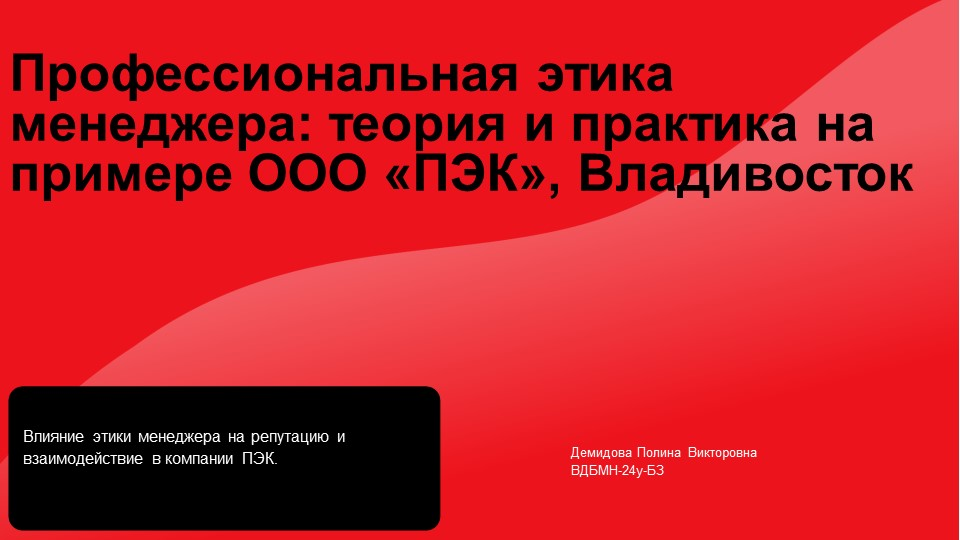 Профессиональная этика
менеджера: теория и практика на
примере ООО «ПЭК», Владивосток
Влияние этики менеджера на репутацию и
взаимодействие в компании ПЭК.
Демидова Полина Викторовна
ВДБМН-24у-БЗ